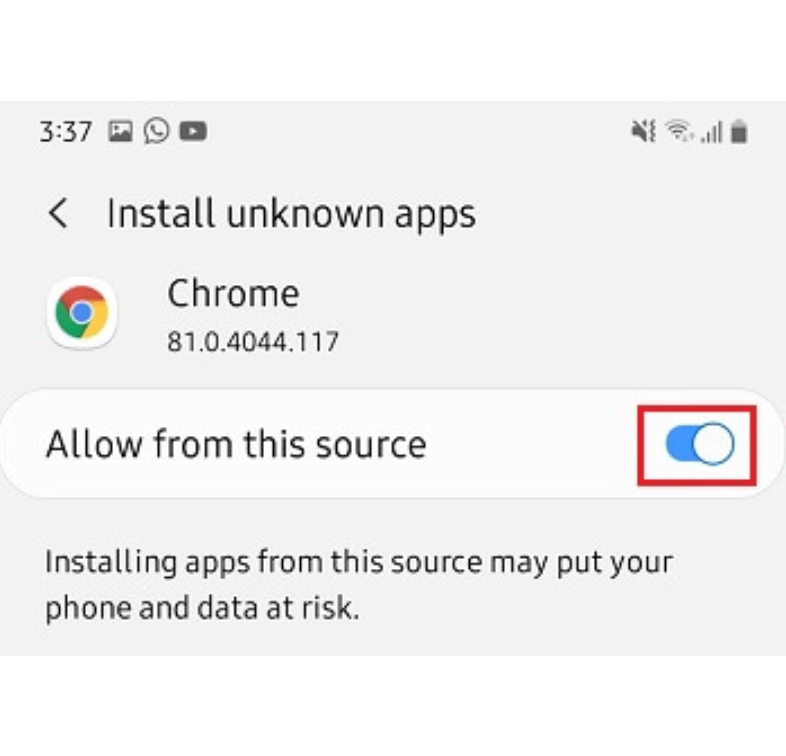 3:37
Install unknown apps
Chrome
81.0.4044.117
Allow from this source
Installing apps from this source may put your
phone and data at risk.